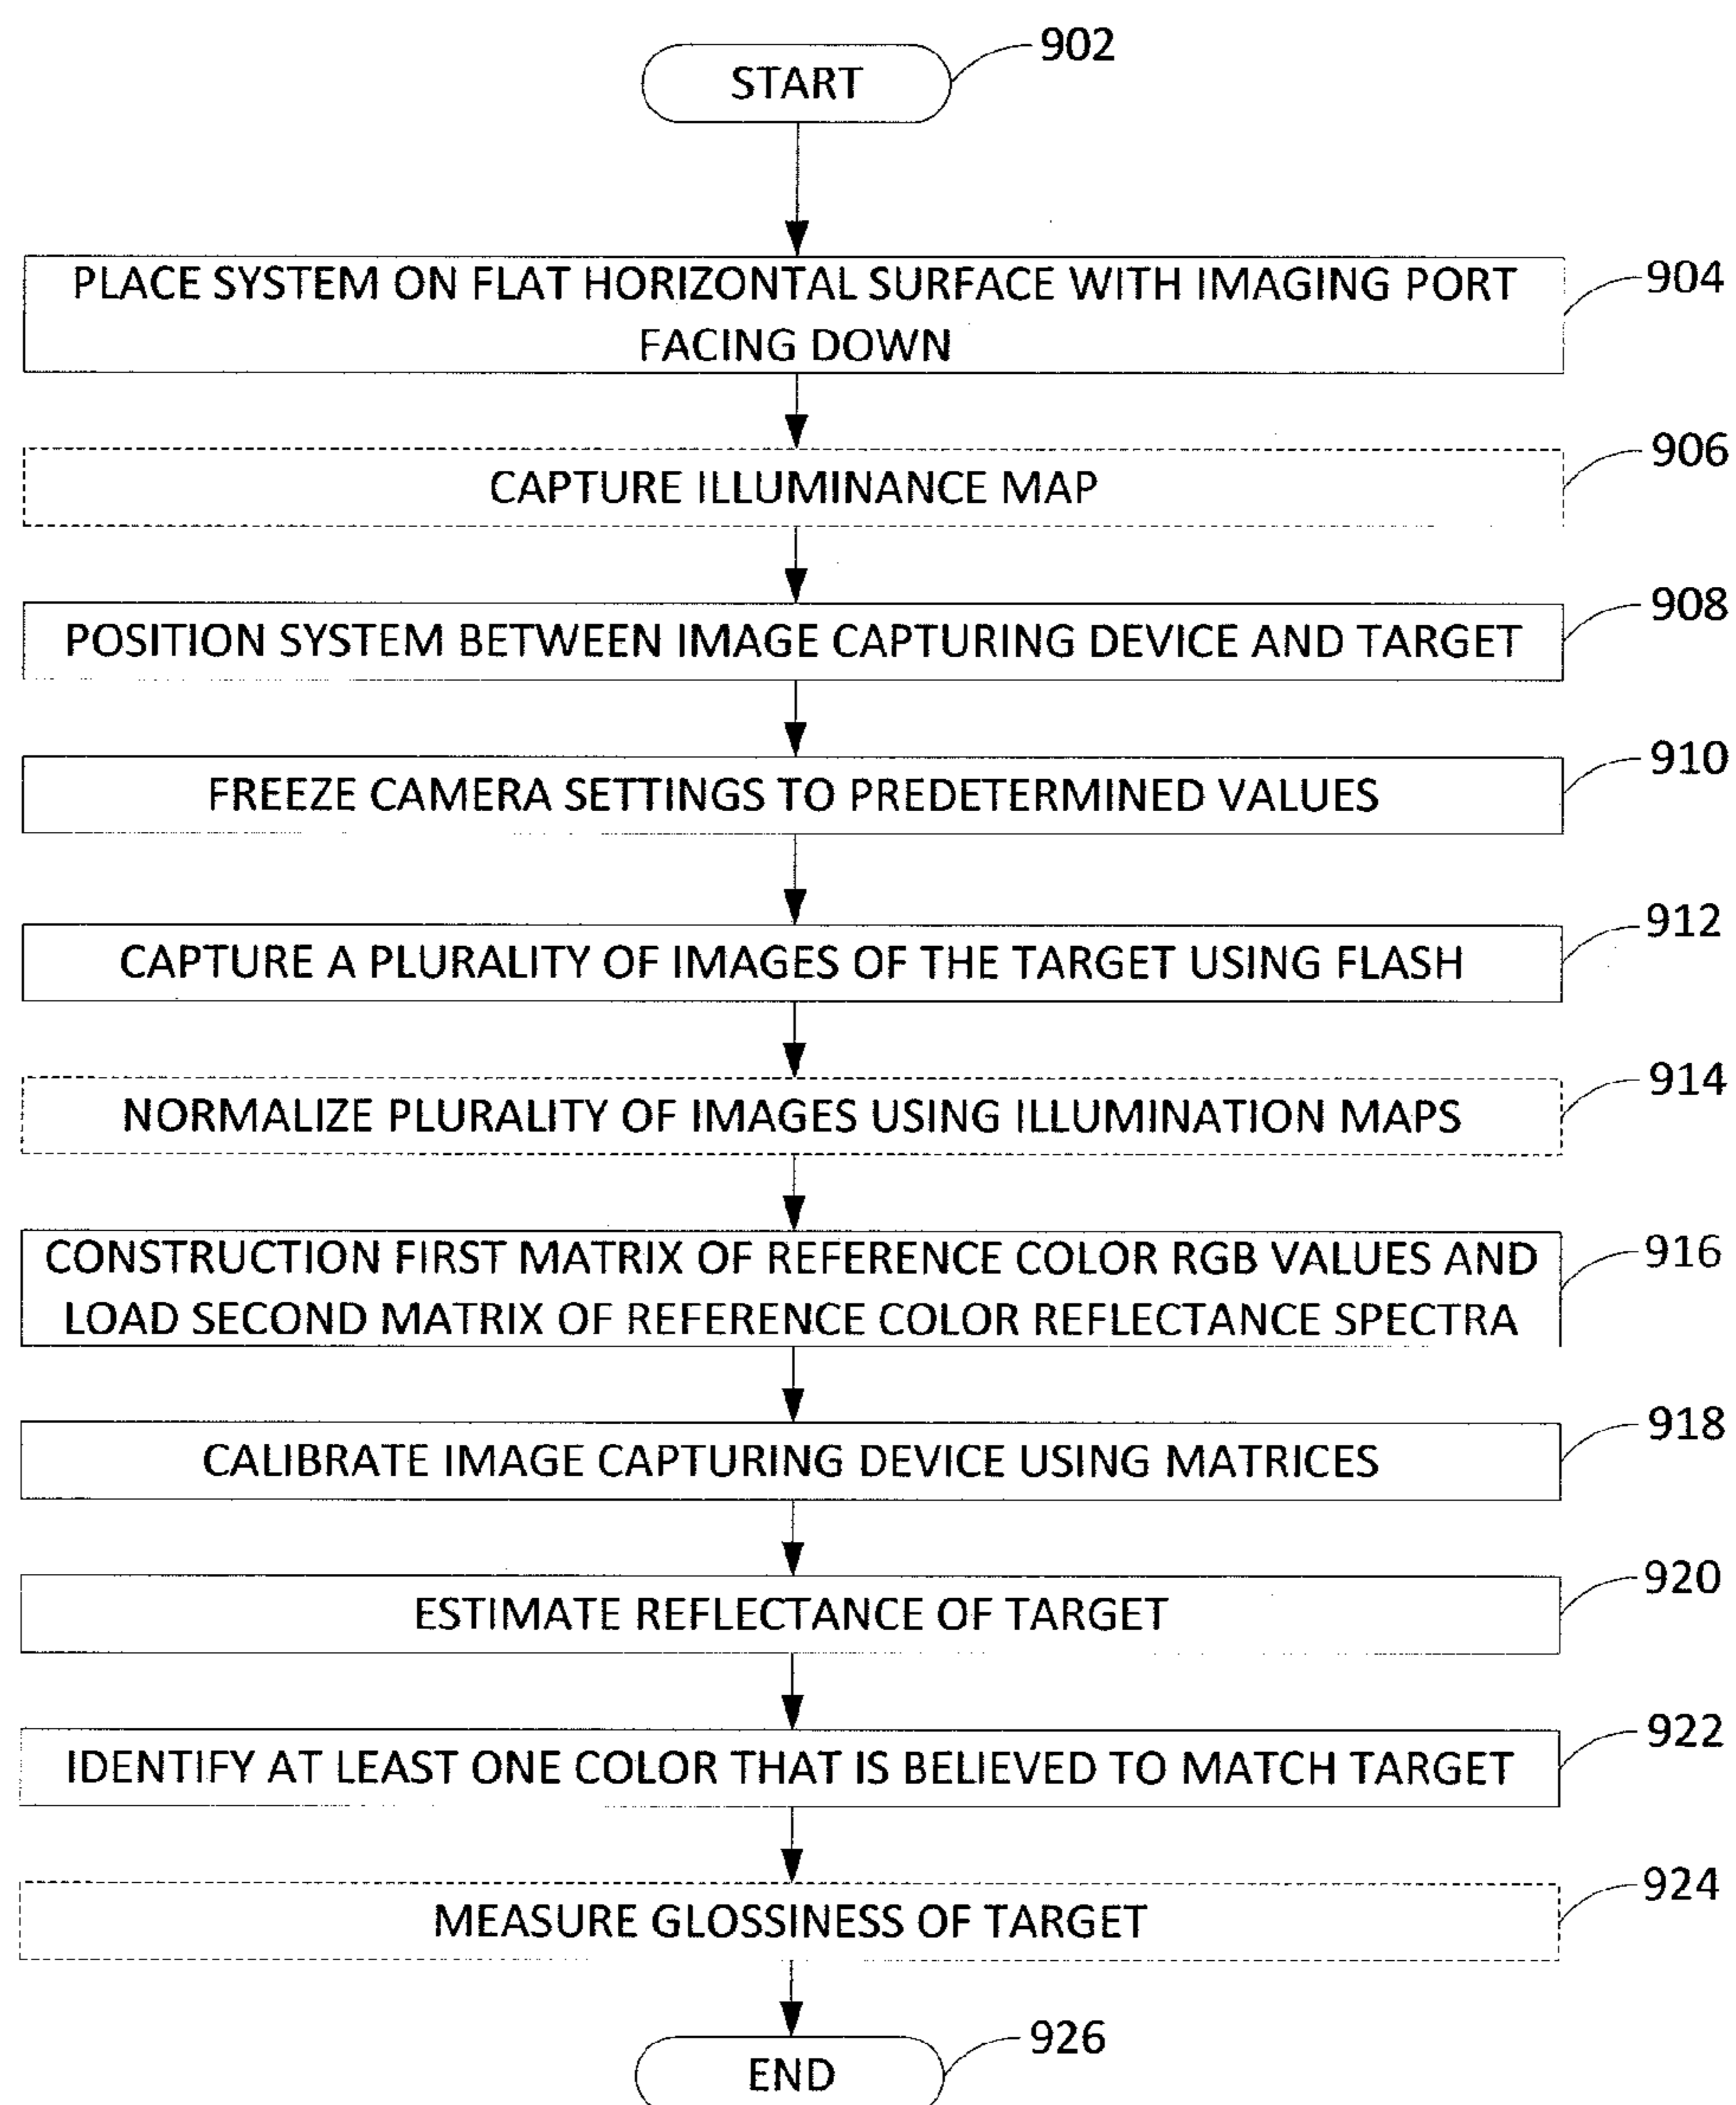 START
902
PLACE SYSTEM ON FLAT HORIZONTAL SURFACE WITH IMAGING PORT
FACING DOWN
904
CAPTURE ILLUMINANCE MAP
906
POSITION SYSTEM BETWEEN IMAGE CAPTURING DEVICE AND TARGET
908
FREEZE CAMERA SETTINGS TO PREDETERMINED VALUES
910
CAPTURE A PLURALITY OF IMAGES OF THE TARGET USING FLASH
912
NORMALIZE PLURALITY OF IMAGES USING ILLUMINATION MAPS
914
CONSTRUCTION FIRST MATRIX OF REFERENCE COLOR RGB VALUES AND
LOAD SECOND MATRIX OF REFERENCE COLOR REFLECTANCE SPECTRA
916
CALIBRATE IMAGE CAPTURING DEVICE USING MATRICES
918
ESTIMATE REFLECTANCE OF TARGET
920
IDENTIFY AT LEAST ONE COLOR THAT IS BELIEVED TO MATCH TARGET
922
MEASURE GLOSSINESS OF TARGET
924
END
926